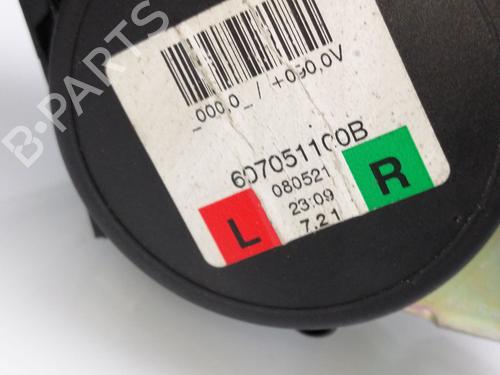 _000,0_/+090,0V
607051100B
080521
23:09
7.2 1
L
R
B-PARTS